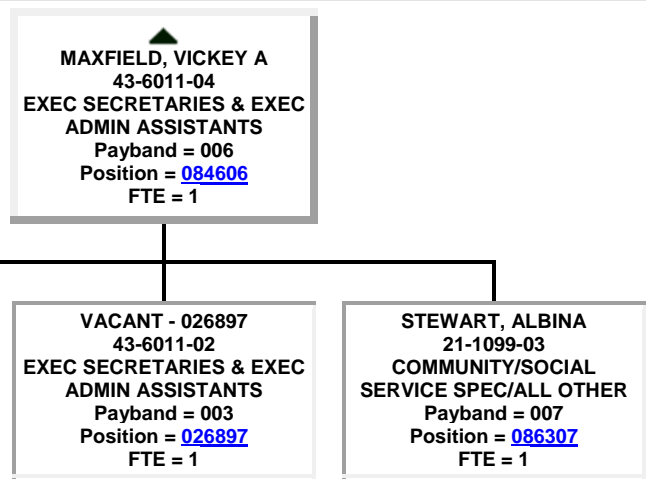 MAXFIELD, VICKEY A
43-6011-04
EXEC SECRETARIES & EXEC
ADMIN ASSISTANTS
Payband = 006
Position = 084606
FTE = 1
VACANT - 026897
43-6011-02
EXEC SECRETARIES & EXEC
ADMIN ASSISTANTS
Payband = 003
Position = 026897
FTE = 1
STEWART, ALBINA
21-1099-03
COMMUNITY/SOCIAL
SERVICE SPEC/ALL OTHER
Payband = 007
Position = 086307
FTE = 1